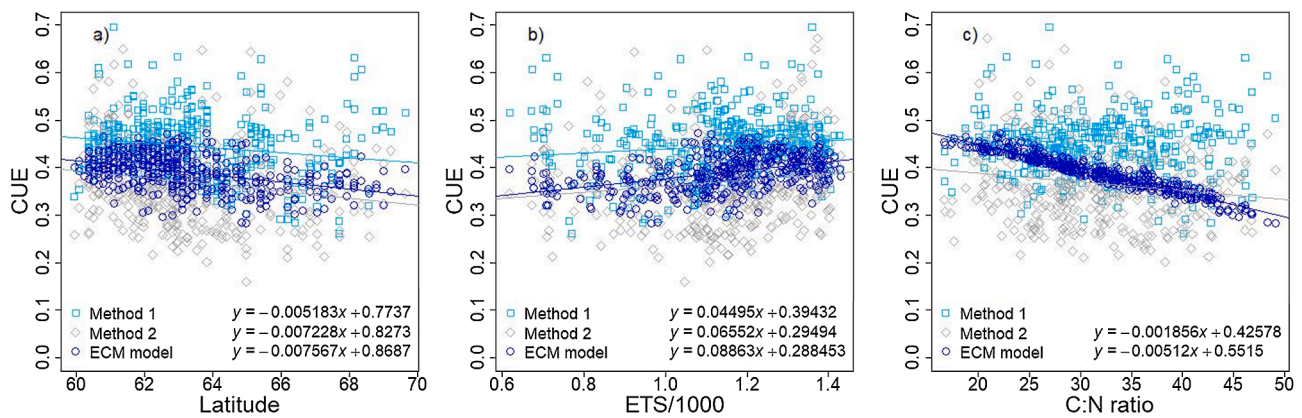 a)
CUE
0.7
0.6
0.5
0.4
0.3
0.2
0.1
0.0
Method 1 y = −0.005183x + 0.7737
Method 2 y = −0.007228x + 0.8273
ECM model y = −0.007567x + 0.8687
60 62 64 66 68 70
Latitude
b)
CUE
0.7
0.6
0.5
0.4
0.3
0.2
0.1
0.0
Method 1 y = 0.04495x + 0.39432
Method 2 y = 0.06552x + 0.29494
ECM model y = 0.08863x + 0.288453
0.6 0.8 1.0 1.2 1.4
ETS/1000
c)
CUE
0.7
0.6
0.5
0.4
0.3
0.2
0.1
0.0
Method 1
Method 2 y = −0.001856x + 0.42578
ECM model y = −0.00512x + 0.5515
20 25 30 35 40 45 50
C:N ratio